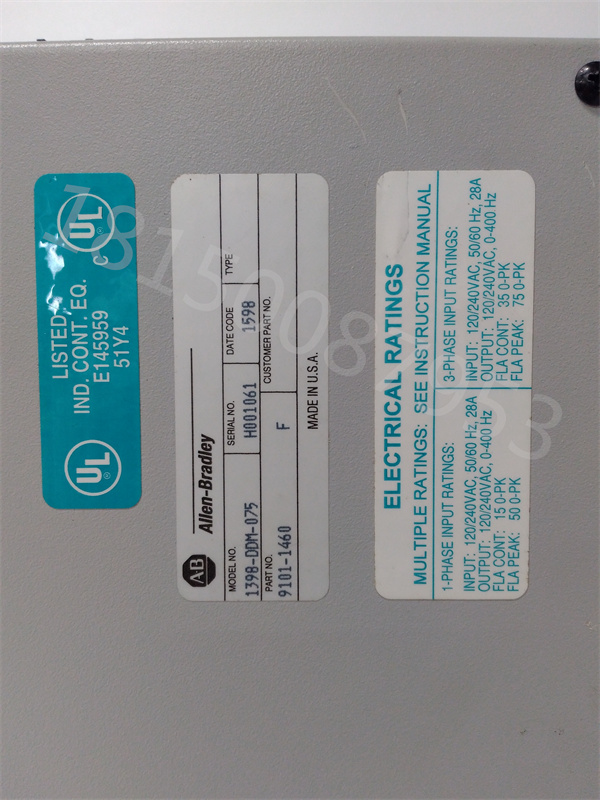 LISTED
IND. CONT. EQ.
E145959
51Y4
UL
C UL
AB
Allen-Bradley
MODEL NO.
SERIAL NO.
DATE CODE
TYPE
1398-DDM-075
H001061
1598
PART NO.
CUSTOMER PART NO.
9101-1460
F
MADE IN U.S.A.
ELECTRICAL RATINGS
MULTIPLE RATINGS: SEE INSTRUCTION MANUAL
1-PHASE INPUT RATINGS:
INPUT: 120/240VAC, 50/60 Hz, 28A
OUTPUT: 120/240VAC, 0-400 Hz
FLA CONT: 15 0-PK
FLA PEAK: 50 0-PK
3-PHASE INPUT RATINGS:
INPUT: 120/240VAC, 50/60 Hz, 28A
OUTPUT: 120/240VAC, 0-400 Hz
FLA CONT: 35 0-PK
FLA PEAK: 75 0-PK